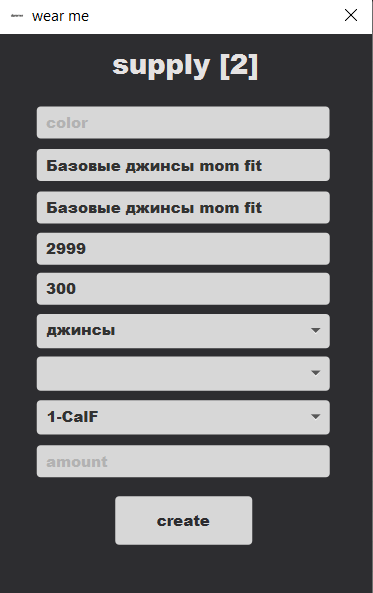 wear me
supply [2]
color
Базовые джинсы mom fit
Базовые джинсы mom fit
2999
300
джинсы
1-CalF
amount
create